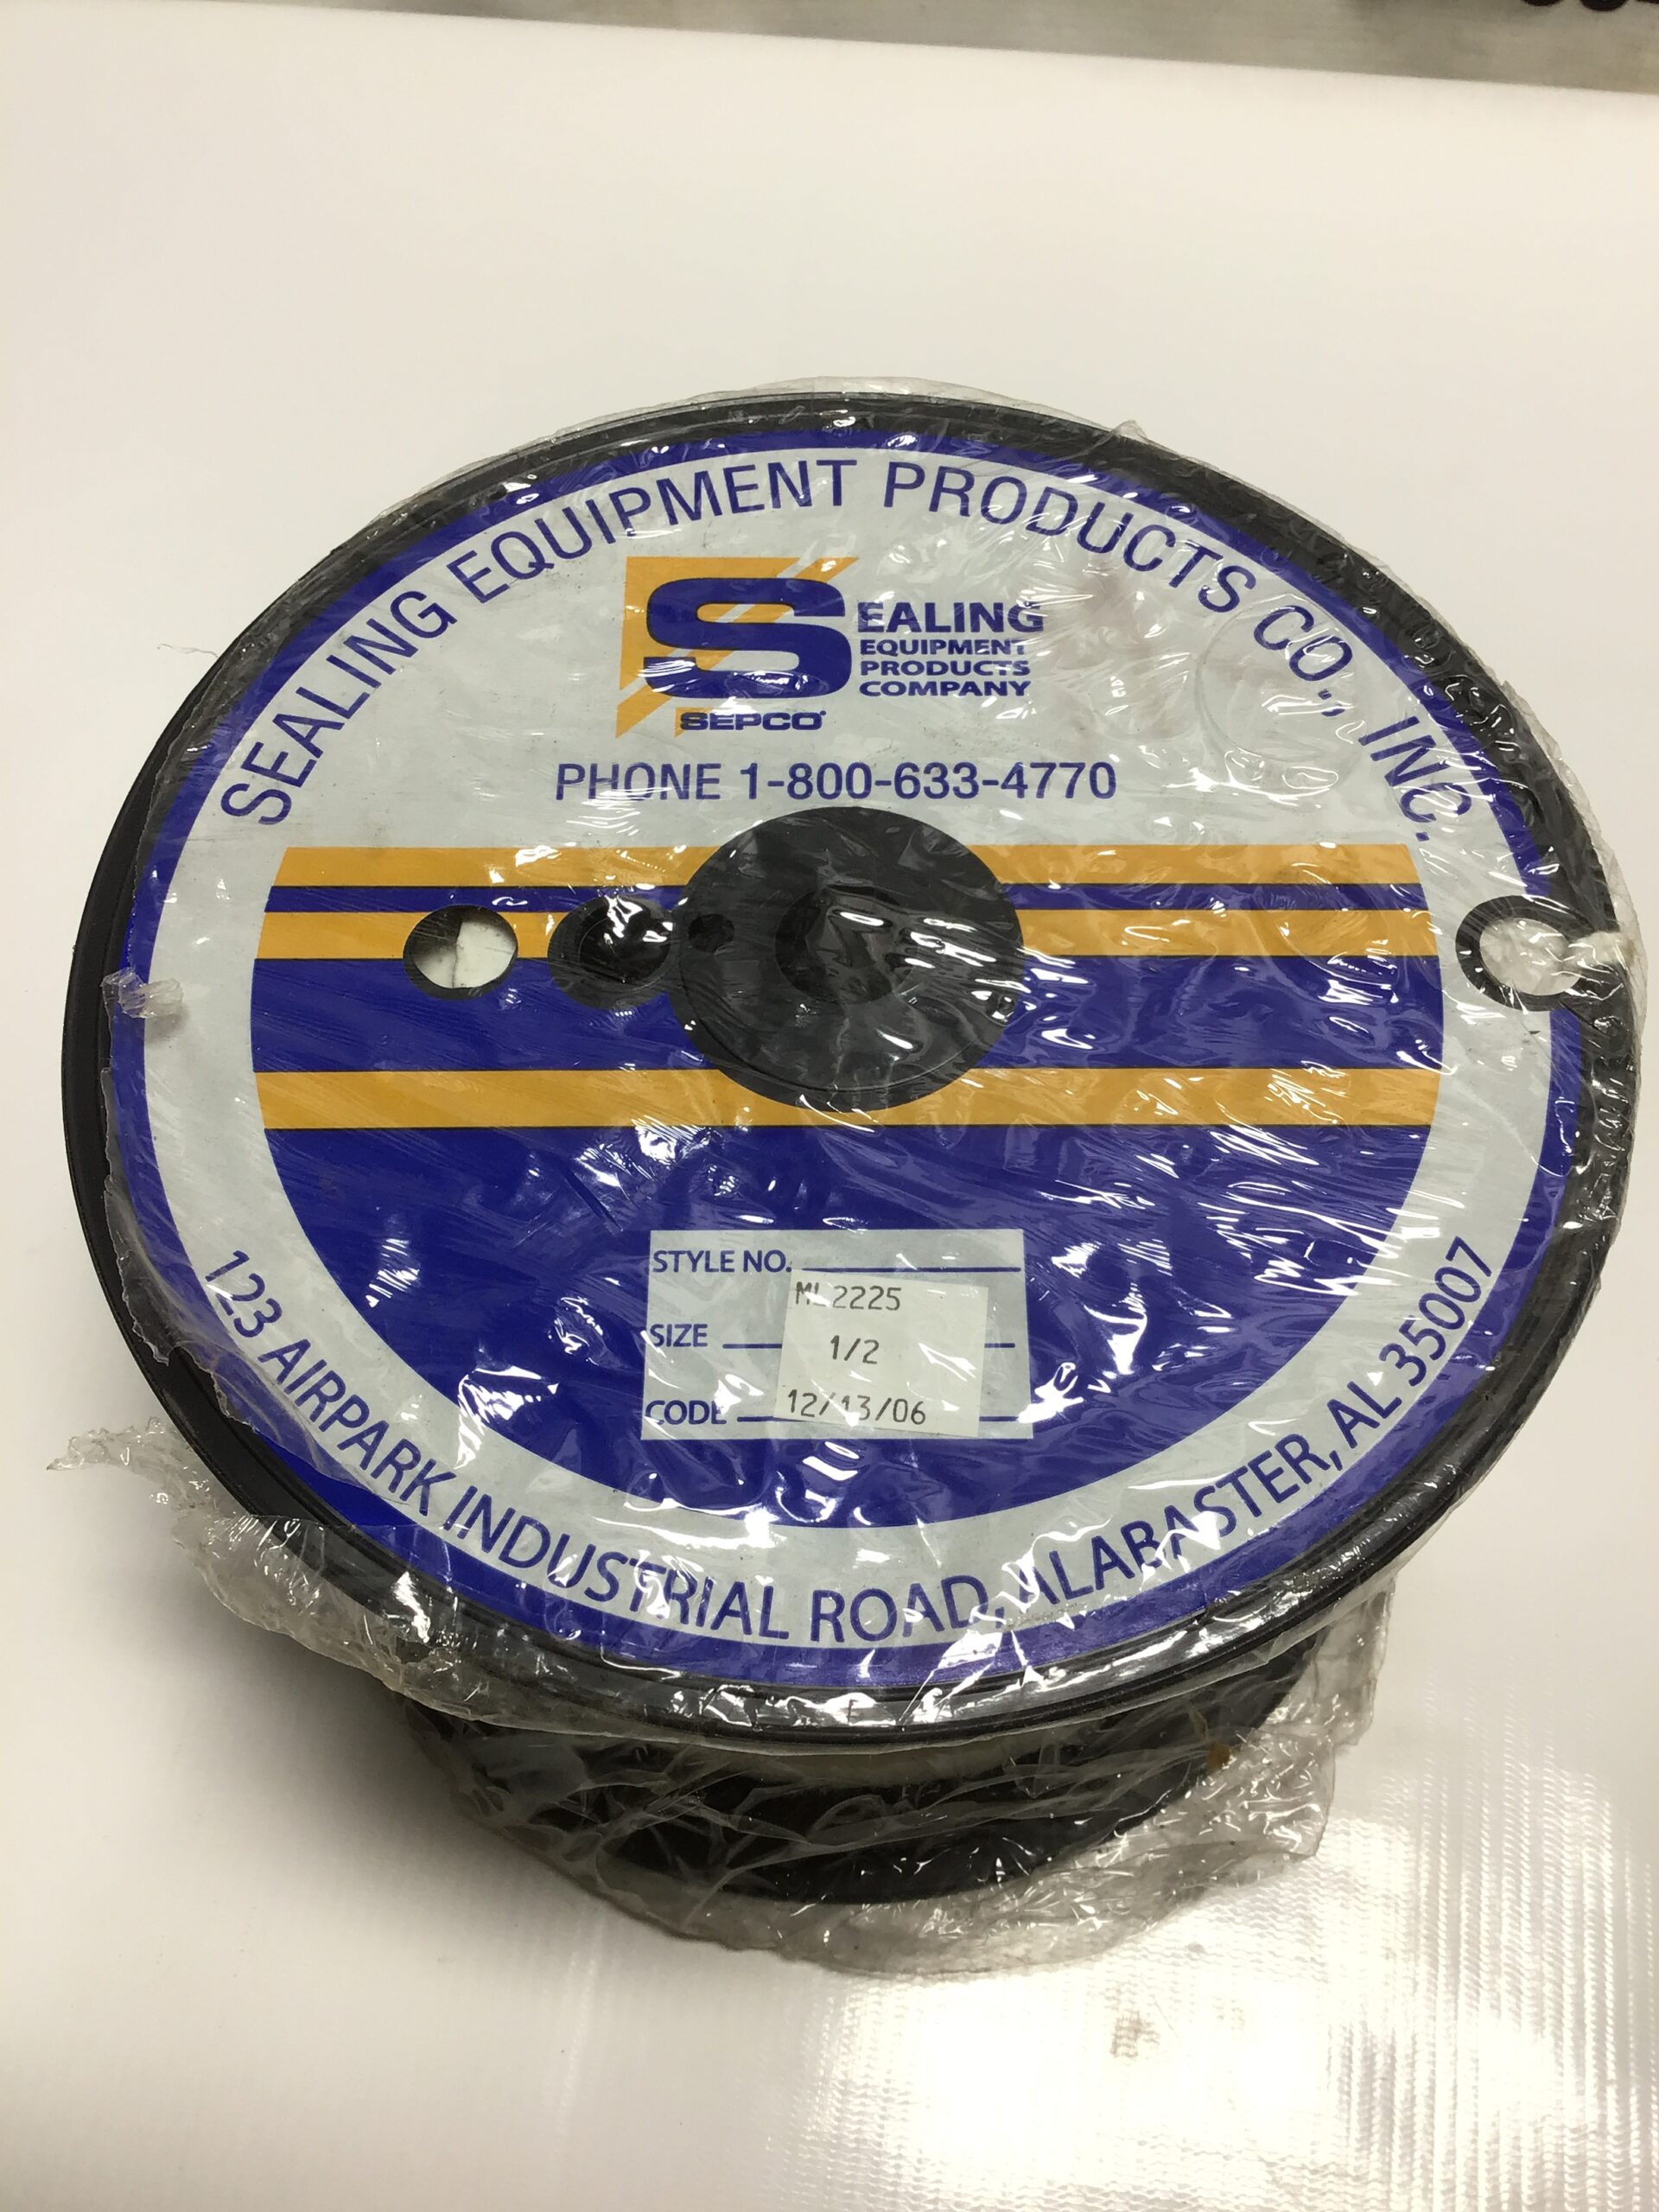 SEALING EQUIPMENT PRODUCTS CO., INC.
SEALING
EQUIPMENT
PRODUCTS
COMPANY
SEPCO
PHONE 1-800-633-4770
STYLE NO.
ML2225
SIZE 1/2
CODE 12/13/06
123 AIRPARK INDUSTRIAL ROAD, ALABASTER, AL 35007